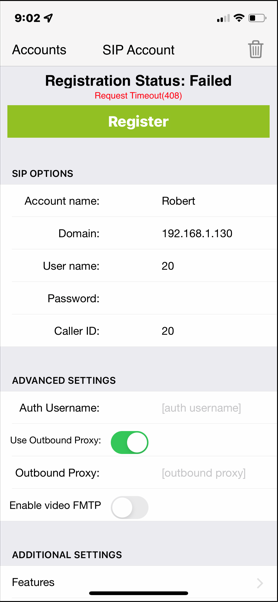 9:02
Accounts SIP Account
Registration Status: Failed
Request Timeout(408)
Register
SIP OPTIONS
Account name: Robert
Domain: 192.168.1.130
User name: 20
Password:
Caller ID: 20
ADVANCED SETTINGS
Auth Username: [auth username]
Use Outbound Proxy:
Outbound Proxy: [outbound proxy]
Enable video FMTP
ADDITIONAL SETTINGS
Features